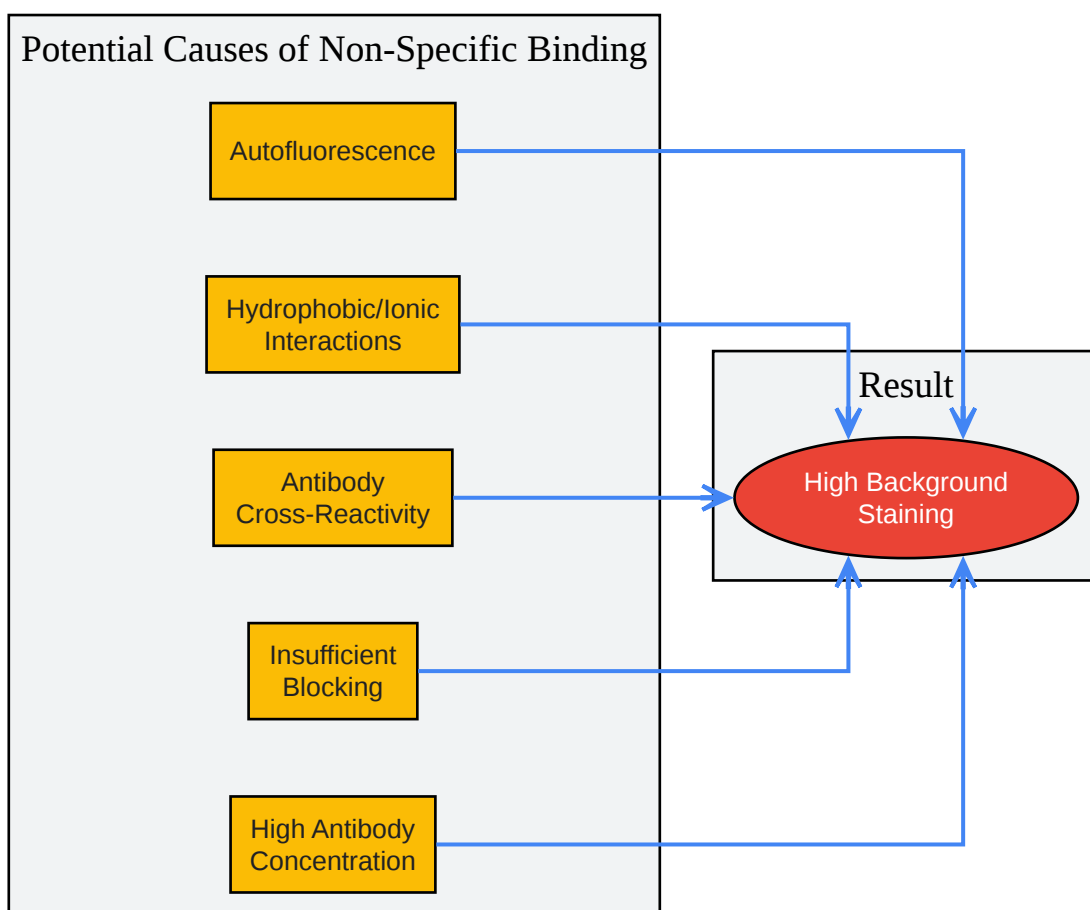 Potential Causes of Non-Specific Binding
Autofluorescence
Hydrophobic/Ionic
Interactions
Antibody
Cross-Reactivity
Insufficient
Blocking
High Antibody
Concentration
Result
High Background
Staining